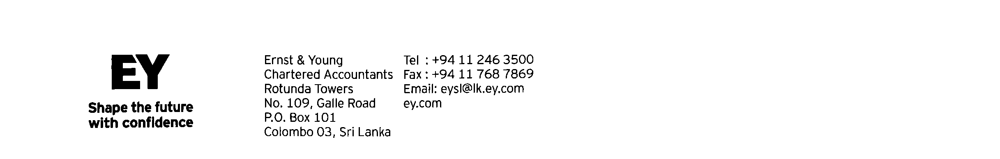 EY
Shape the future
with confidence
Ernst & Young
Chartered Accountants
Rotunda Towers
No. 109, Galle Road
P.O. Box 101
Colombo 03, Sri Lanka
Tel : +94 11 246 3500
Fax : +94 11 768 7869
Email: eysl@lk.ey.com
ey.com